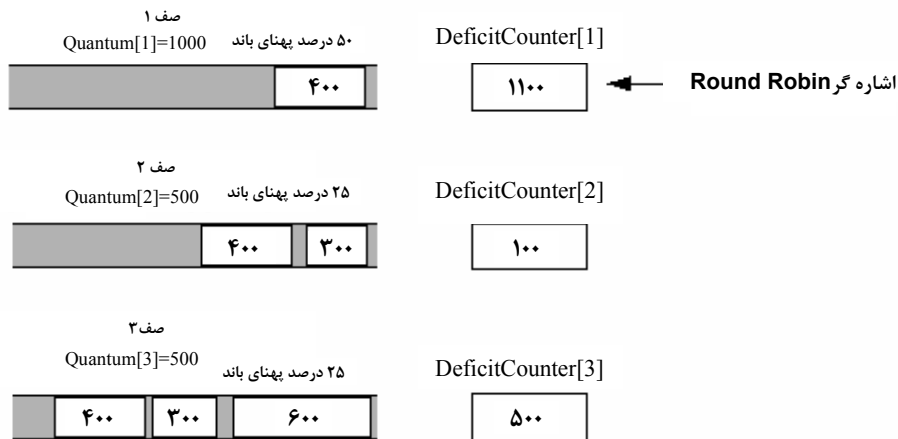 صف ۱
Quantum[1]=1000 ۵۰ درصد پهنای باند DeficitCounter[1]
۴۰۰ ۱۱۰۰ اشاره گر Round Robin
صف ۲
Quantum[2]=500 ۲۵ درصد پهنای باند DeficitCounter[2]
۴۰۰ ۳۰۰ ۱۰۰
صف ۳
Quantum[3]=500 ۲۵ درصد پهنای باند DeficitCounter[3]
۴۰۰ ۳۰۰ ۶۰۰ ۵۰۰